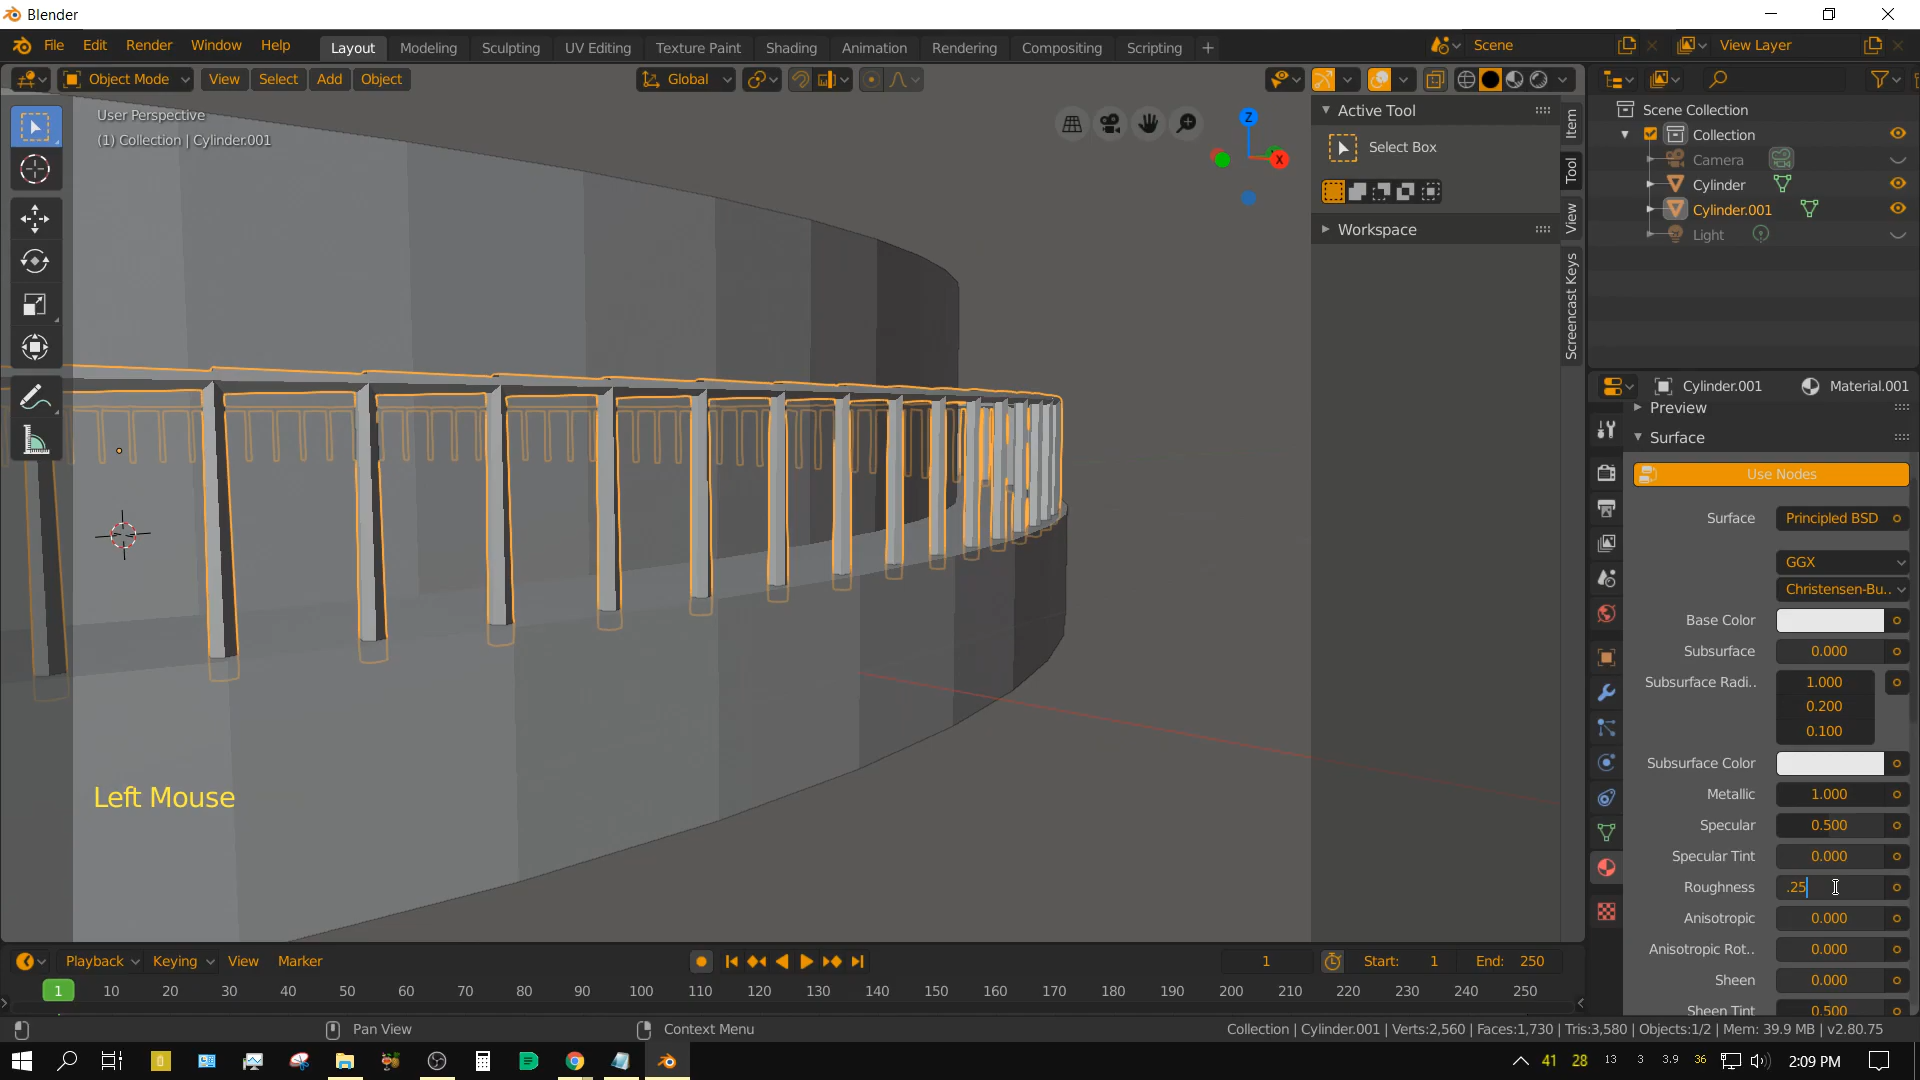 Blender
File Edit Render Window Help
Layout Modeling Sculpting UV Editing Texture Paint Shading Animation Rendering Compositing Scripting +
Scene
View Layer
Object Mode View Select Add Object
Global
User Perspective
(1) Collection | Cylinder.001
Z
X
Active Tool
Select Box
Workspace
Item
Tool
View
Screencast Keys
Scene Collection
Collection
Camera
Cylinder
Cylinder.001
Light
Cylinder.001 Material.001
Preview
Surface
Use Nodes
Surface Principled BSD
GGX
Christensen-Bu..
Base Color
Subsurface 0.000
Subsurface Radi.. 1.000
0.200
0.100
Subsurface Color
Metallic 1.000
Specular 0.500
Specular Tint 0.000
Roughness .25
Anisotropic 0.000
Anisotropic Rot.. 0.000
Sheen 0.000
Sheen Tint 0.500
Left Mouse
Playback Keying View Marker
1 Start: 1 End: 250
1 10 20 30 40 50 60 70 80 90 100 110 120 130 140 150 160 170 180 190 200 210 220 230 240 250
Pan View
Context Menu
Collection | Cylinder.001 | Verts:2,560 | Faces:1,730 | Tris:3,580 | Objects:1/2 | Mem: 39.9 MB | v2.80.75
41 28 13 3 3.9 36 2:09 PM